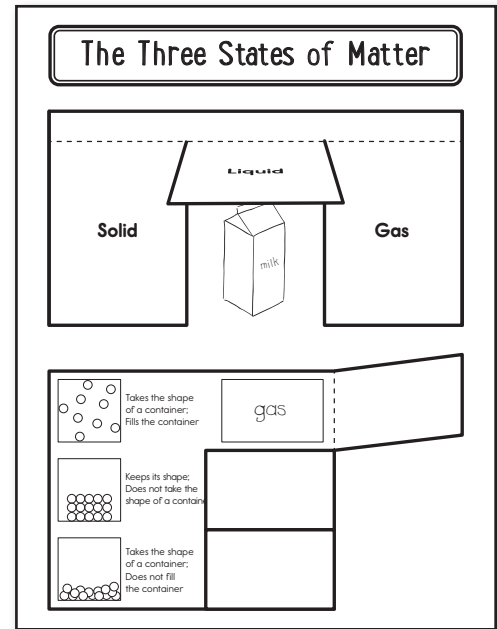 The Three States of Matter
Liquid
Solid
Gas
milk
Takes the shape
of a container;
Fills the container
gas
Keeps its shape;
Does not take the
shape of a containe
Takes the shape
of a container;
Does not fill
the container